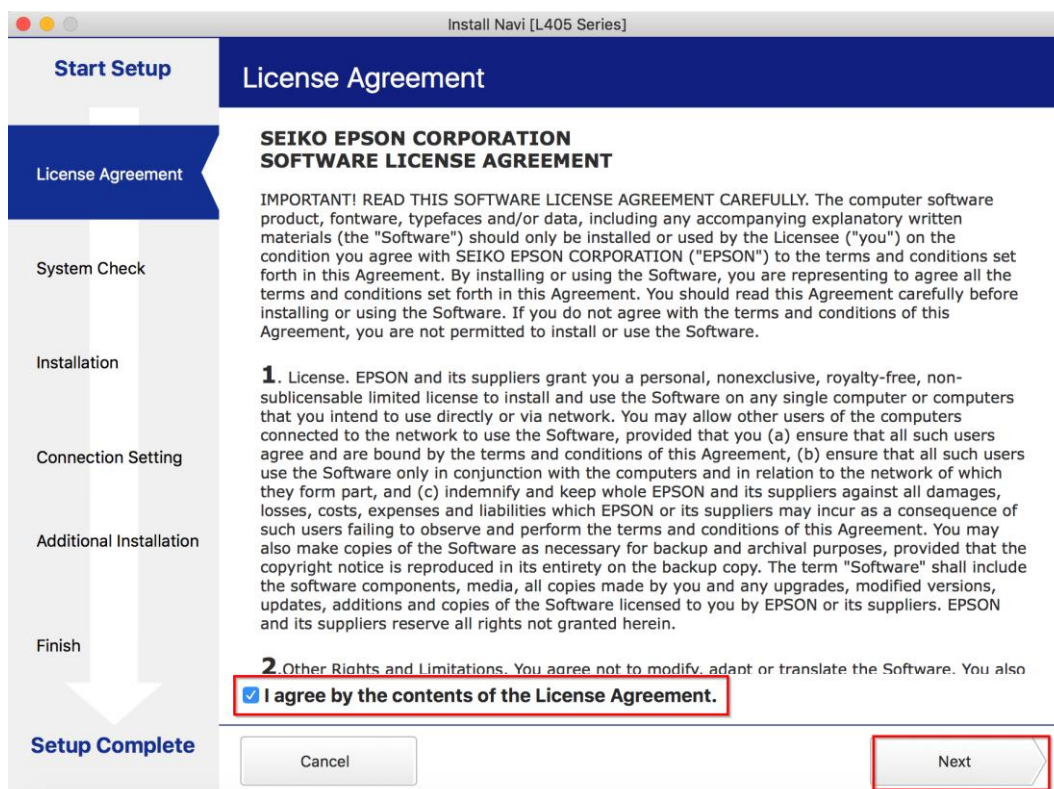 Install Navi [L405 Series]
Start Setup
License Agreement
System Check
Installation
Connection Setting
Additional Installation
Finish
Setup Complete
License Agreement
SEIKO EPSON CORPORATION
SOFTWARE LICENSE AGREEMENT
IMPORTANT! READ THIS SOFTWARE LICENSE AGREEMENT CAREFULLY. The computer software
product, fontware, typefaces and/or data, including any accompanying explanatory written
materials (the "Software") should only be installed or used by the Licensee ("you") on the
condition you agree with SEIKO EPSON CORPORATION ("EPSON") to the terms and conditions set
forth in this Agreement. By installing or using the Software, you are representing to agree all the
terms and conditions set forth in this Agreement. You should read this Agreement carefully before
installing or using the Software. If you do not agree with the terms and conditions of this
Agreement, you are not permitted to install or use the Software.
1. License. EPSON and its suppliers grant you a personal, nonexclusive, royalty-free, non-
sublicensable limited license to install and use the Software on any single computer or computers
that you intend to use directly or via network. You may allow other users of the computers
connected to the network to use the Software, provided that you (a) ensure that all such users
agree and are bound by the terms and conditions of this Agreement, (b) ensure that all such users
use the Software only in conjunction with the computers and in relation to the network of which
they form part, and (c) indemnify and keep whole EPSON and its suppliers against all damages,
losses, costs, expenses and liabilities which EPSON or its suppliers may incur as a consequence of
such users failing to observe and perform the terms and conditions of this Agreement. You may
also make copies of the Software as necessary for backup and archival purposes, provided that the
copyright notice is reproduced in its entirety on the backup copy. The term "Software" shall include
the software components, media, all copies made by you and any upgrades, modified versions,
updates, additions and copies of the Software licensed to you by EPSON or its suppliers. EPSON
and its suppliers reserve all rights not granted herein.
2.Other Rights and Limitations. You agree not to modify, adapt or translate the Software. You also
I agree by the contents of the License Agreement.
Cancel
Next